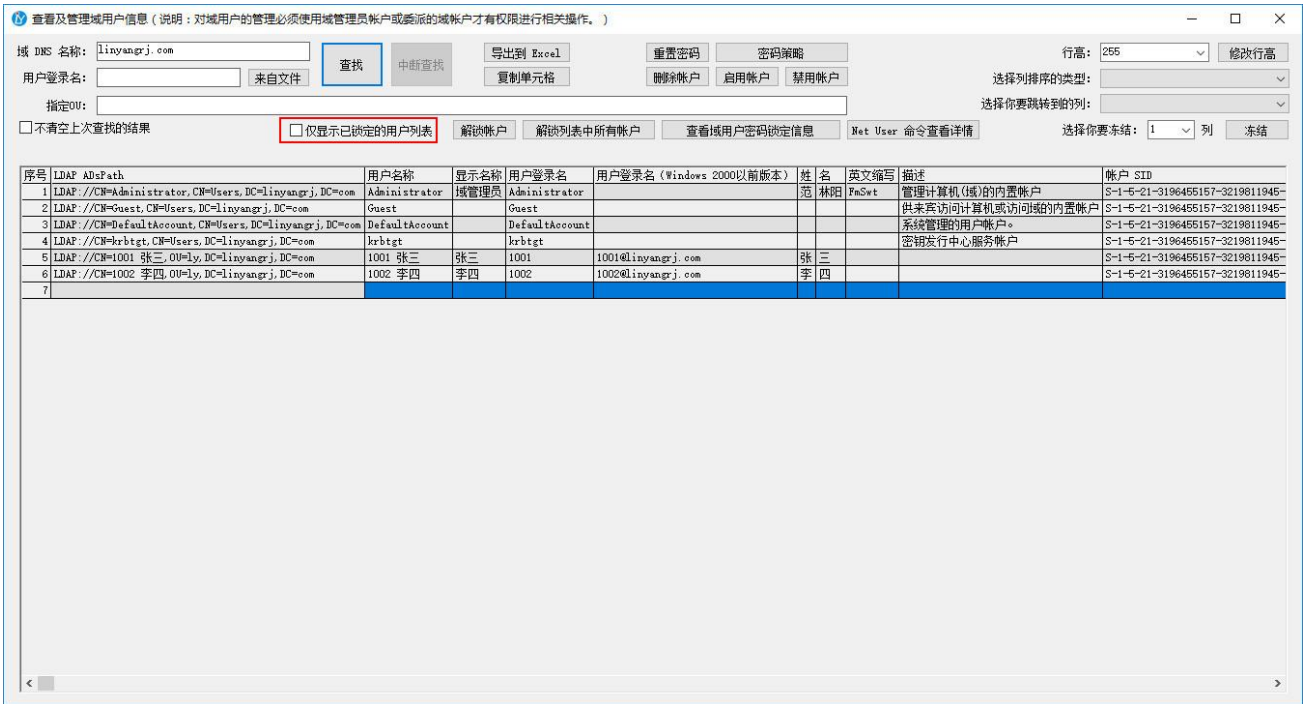 查看及管理域用户信息(说明:对域用户的管理必须使用域管理员帐户或委派的域帐户才有权限进行相关操作。)
域 DNS 名称: linyangrj.com 查找 中断查找 导出到 Excel 重置密码 密码策略 行高: 255 修改行高
用户登录名: 来自文件 复制单元格 删除帐户 启用帐户 禁用帐户 选择列排序的类型:
指定OU: 选择你要跳转到的列:
不清空上次查找的结果 仅显示已锁定的用户列表 解锁帐户 解锁列表中所有帐户 查看域用户密码锁定信息 Net User 命令查看详情 选择你要冻结: 1 列 冻结
序号 LDAP ADsPath 用户名称 显示名称 用户登录名 用户登录名(Windows 2000以前版本) 姓 名 英文缩写 描述 帐户 SID
1 LDAP://CN=Administrator,CN=Users,DC=linyangrj,DC=com Administrator 域管理员 Administrator 范 林阳 FmSwt 管理计算机(域)的内置帐户 S-1-5-21-3196455157-3219811945-
2 LDAP://CN=Guest,CN=Users,DC=linyangrj,DC=com Guest Guest 供来宾访问计算机或访问域的内置帐户 S-1-5-21-3196455157-3219811945-
3 LDAP://CN=DefaultAccount,CN=Users,DC=linyangrj,DC=com DefaultAccount DefaultAccount 系统管理的用户帐户。 S-1-5-21-3196455157-3219811945-
4 LDAP://CN=krbtgt,CN=Users,DC=linyangrj,DC=com krbtgt krbtgt 密钥发行中心服务帐户 S-1-5-21-3196455157-3219811945-
5 LDAP://CN=1001 张三,OU=ly,DC=linyangrj,DC=com 1001 张三 张三 1001 1001@linyangrj.com 张 三 S-1-5-21-3196455157-3219811945-
6 LDAP://CN=1002 李四,OU=ly,DC=linyangrj,DC=com 1002 李四 李四 1002 1002@linyangrj.com 李 四 S-1-5-21-3196455157-3219811945-
7